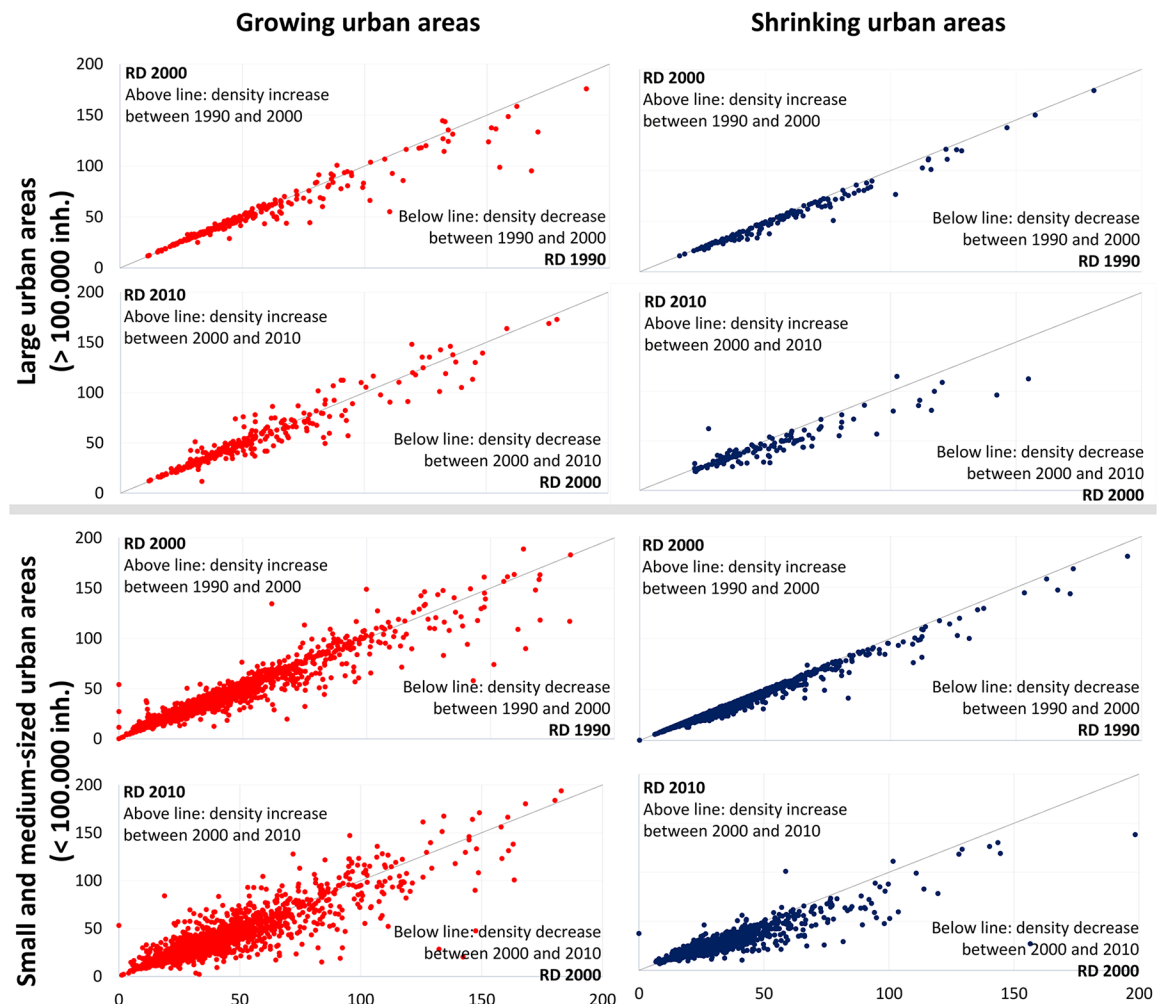 Growing urban areas
Shrinking urban areas
Large urban areas
(> 100.000 inh.)
200
150
100
50
0
RD 2000
Above line: density increase
between 1990 and 2000
Below line: density decrease
between 1990 and 2000
RD 1990
RD 2000
Above line: density increase
between 1990 and 2000
Below line: density decrease
between 1990 and 2000
RD 1990
200
150
100
50
0
RD 2010
Above line: density increase
between 2000 and 2010
Below line: density decrease
between 2000 and 2010
RD 2000
RD 2010
Above line: density increase
between 2000 and 2010
Below line: density decrease
between 2000 and 2010
RD 2000
Small and medium-sized urban areas
(< 100.000 inh.)
200
150
100
50
0
RD 2000
Above line: density increase
between 1990 and 2000
Below line: density decrease
between 1990 and 2000
RD 1990
RD 2000
Above line: density increase
between 1990 and 2000
Below line: density decrease
between 1990 and 2000
RD 1990
200
150
100
50
0
RD 2010
Above line: density increase
between 2000 and 2010
Below line: density decrease
between 2000 and 2010
RD 2000
0 50 100 150 200
RD 2010
Above line: density increase
between 2000 and 2010
Below line: density decrease
between 2000 and 2010
RD 2000
0 50 100 150 200